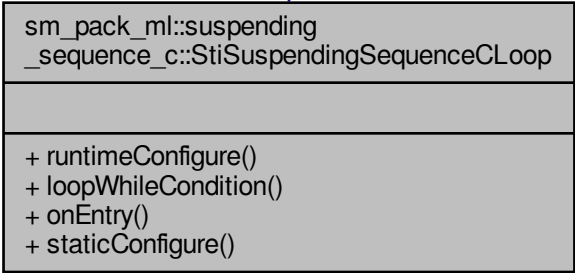 sm_pack_ml::suspending
_sequence_c::StiSuspendingSequenceCLoop
+ runtimeConfigure()
+ loopWhileCondition()
+ onEntry()
+ staticConfigure()